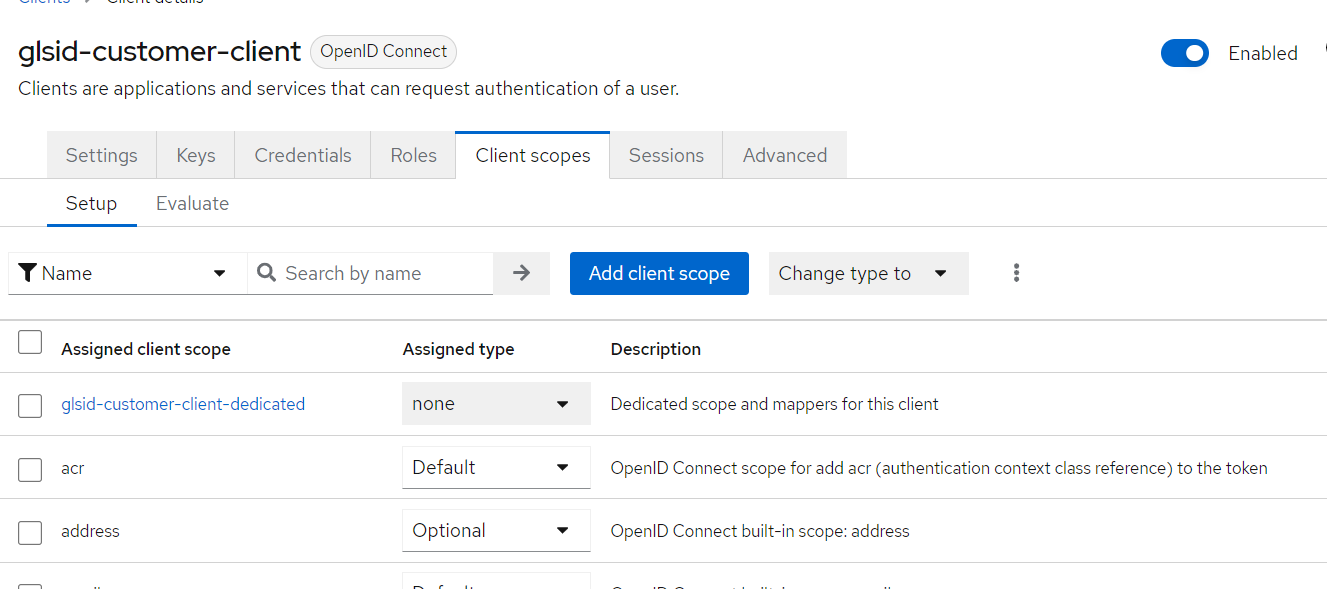 Clients Client details
glsid-customer-client OpenID Connect Enabled
Clients are applications and services that can request authentication of a user.
Settings Keys Credentials Roles Client scopes Sessions Advanced
Setup Evaluate
Name Search by name Add client scope Change type to
Assigned client scope Assigned type Description
glsid-customer-client-dedicated none Dedicated scope and mappers for this client
acr Default OpenID Connect scope for add acr (authentication context class reference) to the token
address Optional OpenID Connect built-in scope: address